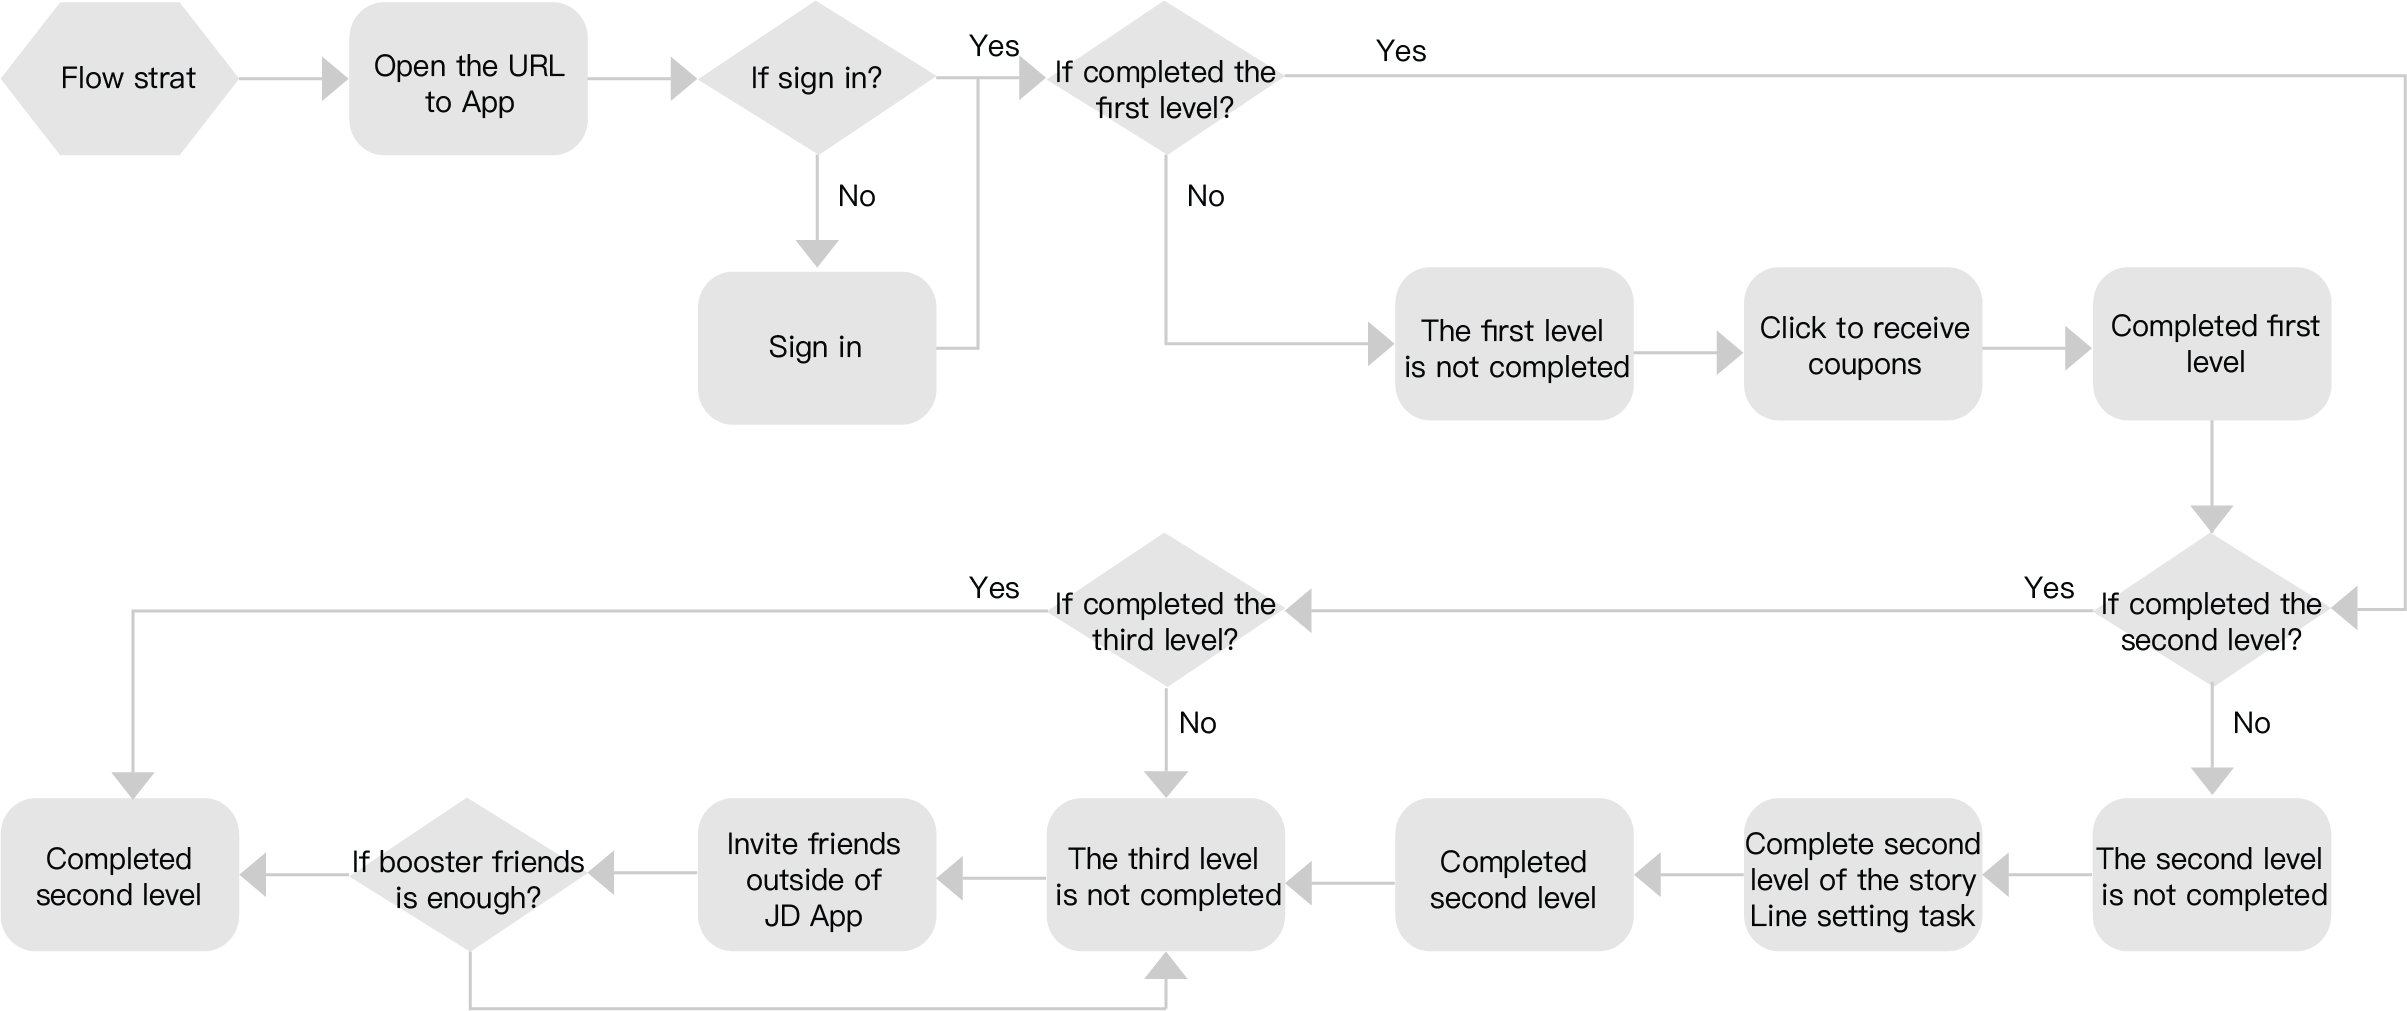 Flow strat
Open the URL
to App
If sign in?
Yes
If completed the
first level?
Yes
No
No
Sign in
The first level
is not completed
Click to receive
coupons
Completed first
level
Yes
If completed the
third level?
Yes
If completed the
second level?
No
No
Completed
second level
If booster friends
is enough?
Invite friends
outside of
JD App
The third level
is not completed
Completed
second level
Complete second
level of the story
Line setting task
The second level
is not completed